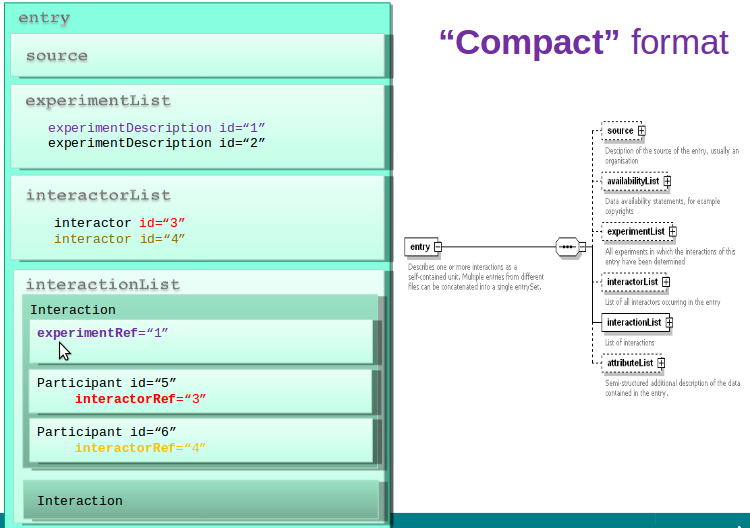 entry
source
experimentList
experimentDescription id=“1”
experimentDescription id=“2”
interactorList
interactor id=“3”
interactor id=“4”
interactionList
Interaction
experimentRef=“1”
Participant id=“5”
interactorRef=“3”
Participant id=“6”
interactorRef=“4”
Interaction
“Compact” format
entry
Describes one or more interactions as a
self-contained unit. Multiple entries from different
files can be concatenated into a single entrySet.
source
Desciption of the source of the entry, usually an
organisation
availabilityList
Data availability statements, for example
copyrights
experimentList
All experiments in which the interactions of this
entry have been determined
interactorList
List of all interactors occurring in the entry
interactionList
List of interactions
attributeList
Semi-structured additional description of the data
contained in the entry.